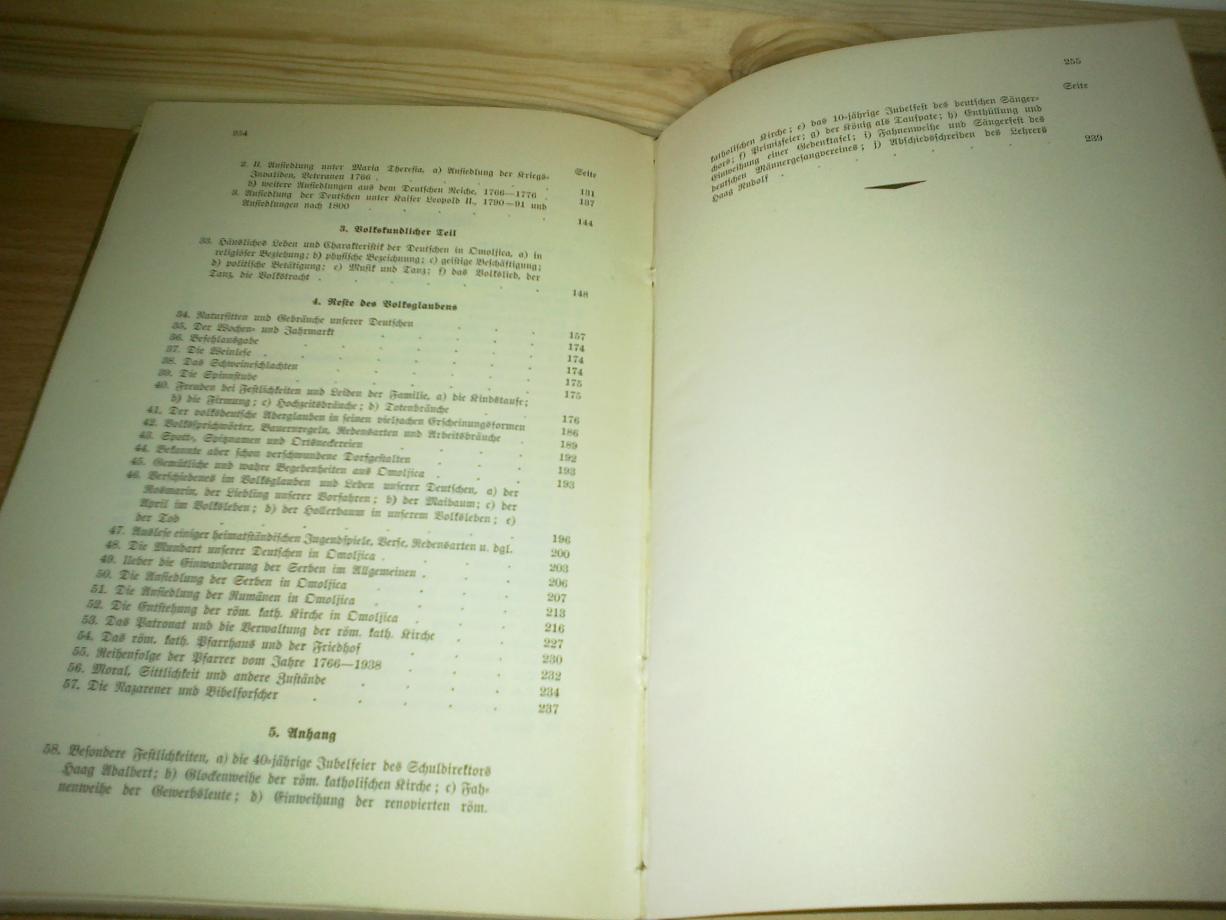 254
Seite
2. II. Ansiedlung unter Maria Theresia, a) Ansiedlung der Kriegs-
Invaliden, Veteranen 1766 . 131
b) weitere Ansiedlungen aus dem Deutschen Reiche, 1766—1776 . 137
3. Ansiedlung der Deutschen unter Kaiser Leopold II., 1790—91 und
Ansiedlungen nach 1800 . . . . . 144
3. Volkskundlicher Teil
33. Häusliches Leben und Charakteristik der Deutschen in Omoljica, a) in
religiöser Beziehung; b) physische Bezeichnung; c) geistige Beschäftigung;
d) politische Betätigung; e) Musik und Tanz; f) das Volkslied, der
Tanz, die Volkstracht . . . . . 148
4. Reste des Volksglaubens
34. Natursitten und Gebräuche unserer Deutschen . . . 157
35. Der Wochen- und Jahrmarkt . . . . . 174
36. Befehlausgabe . . . . . 174
37. Die Weinlese . . . . . 174
38. Das Schweineschlachten . . . . . 175
39. Die Spinnstube . . . . . 175
40. Freuden bei Festlichkeiten und Leiden der Familie, a) die Kindstaufe;
b) die Firmung; c) Hochzeitsbräuche; d) Totenbräuche . . 176
41. Der volksdeutsche Aberglauben in seinen vielfachen Erscheinungsformen 186
42. Volkssprichwörter, Bauernregeln, Redensarten und Arbeitsbräuche . 189
43. Spott-, Spiznamen und Ortsneckereien . . . 192
44. Bekannte aber schon verschwundene Dorfgestalten . . 193
45. Gemütliche und wahre Begebenheiten aus Omoljica . . . 193
46. Verschiedenes im Volksglauben und Leben unserer Deutschen, a) der
Rosmarin, der Liebling unserer Vorfahren; b) der Maibaum; c) der
April im Volksleben; d) der Hollerbaum in unserem Volksleben; e)
der Tod . . . . . 196
47. Auslese einiger heimatständischen Jugendspiele, Verse, Redensarten u. dgl. 200
48. Die Mundart unserer Deutschen in Omoljica . . . 203
49. Ueber die Einwanderung der Serben im Allgemeinen . . . 206
50. Die Ansiedlung der Serben in Omoljica . . . 207
51. Die Ansiedlung der Rumänen in Omoljica . . . 213
52. Die Entstehung der röm. kath. Kirche in Omoljica . . . 216
53. Das Patronat und die Verwaltung der röm. kath. Kirche . . 227
54. Das röm. kath. Pfarrhaus und der Friedhof . . . 230
55. Reihenfolge der Pfarrer vom Jahre 1766—1938 . . . 232
56. Moral, Sittlichkeit und andere Zustände . . . 234
57. Die Nazarener und Bibelforscher . . . . 237
5. Anhang
58. Besondere Festlichkeiten, a) die 40-jährige Jubelfeier des Schuldirektors
Haag Adalbert; b) Glockenweihe der röm. katholischen Kirche; c) Fah-
nenweihe der Gewerbsleute; d) Einweihung der renovierten röm.
255
Seite
katholischen Kirche; e) das 10-jährige Jubelfest des deutschen Sänger-
chors; f) Primizfeier; g) der König als Taufpate; h) Enthüllung und
Einweihung einer Gedenktafel; i) Fahnenweihe und Sängerfest des
deutschen Männergesangvereines; j) Abschiedsschreiben des Lehrers
Haag Rudolf . . . . . 239